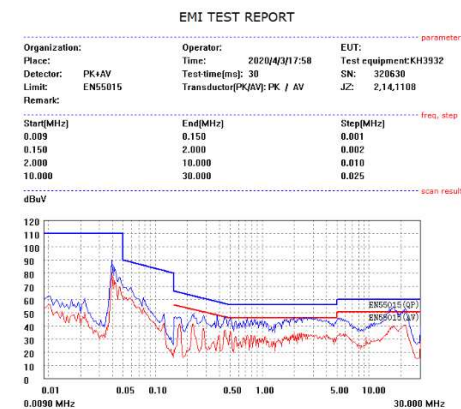 EMI TEST REPORT
parameter
Organization: Operator: EUT:
Place: Time: 2020/4/3/17:58 Test equipment:KH3932
Detector: PK+AV Test-time(ms): 30 SN: 320630
Limit: EN55015 Transductor(PK/AV): PK / AV JZ: 2,14,1108
Remark:
freq, step
Start(MHz) End(MHz) Step(MHz)
0.009 0.150 0.001
0.150 2.000 0.002
2.000 10.000 0.010
10.000 30.000 0.025
scan result
dBuV
120
110
100
90
80
70
60
EN55015(QP)
50
EN55015(AV)
40
30
20
10
0
0.01 0.05 0.10 0.50 1.00 5.00 10.00
0.0090 MHz 30.000 MHz